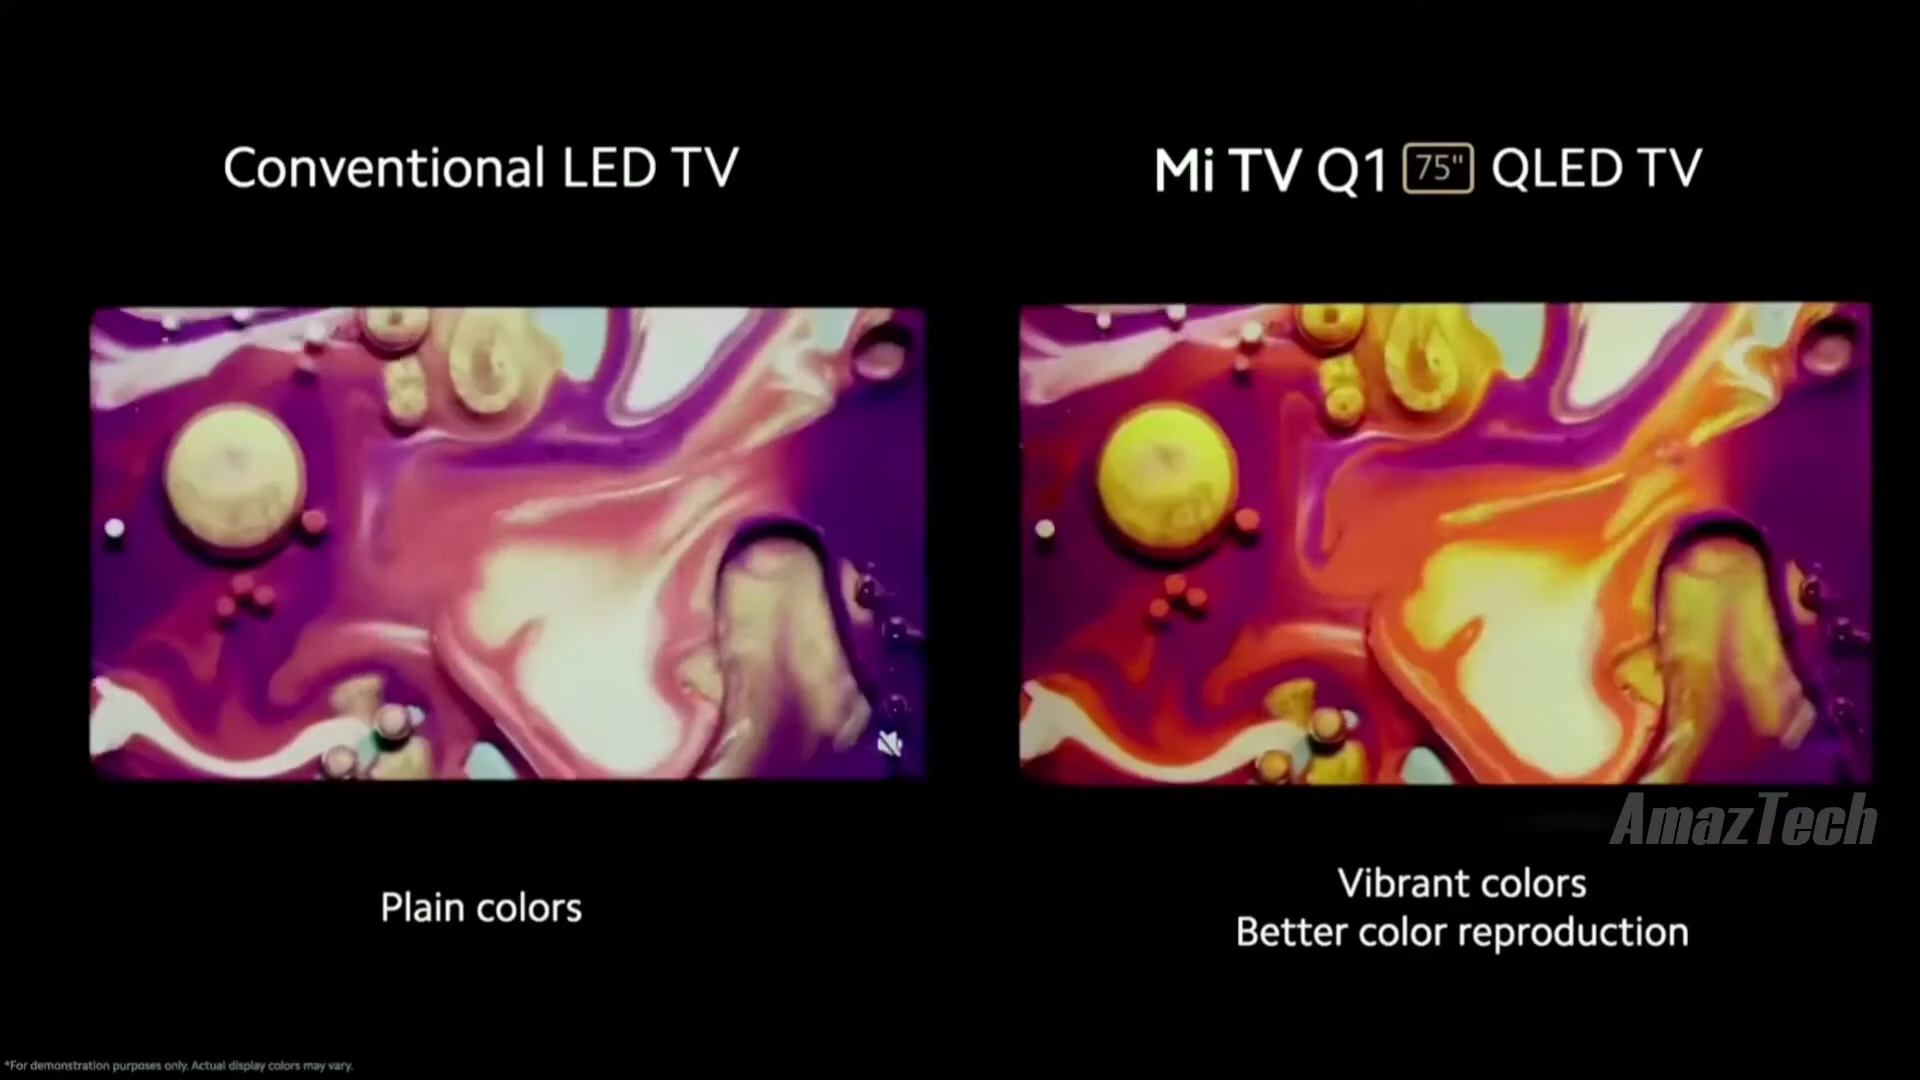 Conventional LED TV
Mi TV Q1 75" QLED TV
AmazTech
Plain colors
Vibrant colors
Better color reproduction
*For demonstration purposes only. Actual display colors may vary.